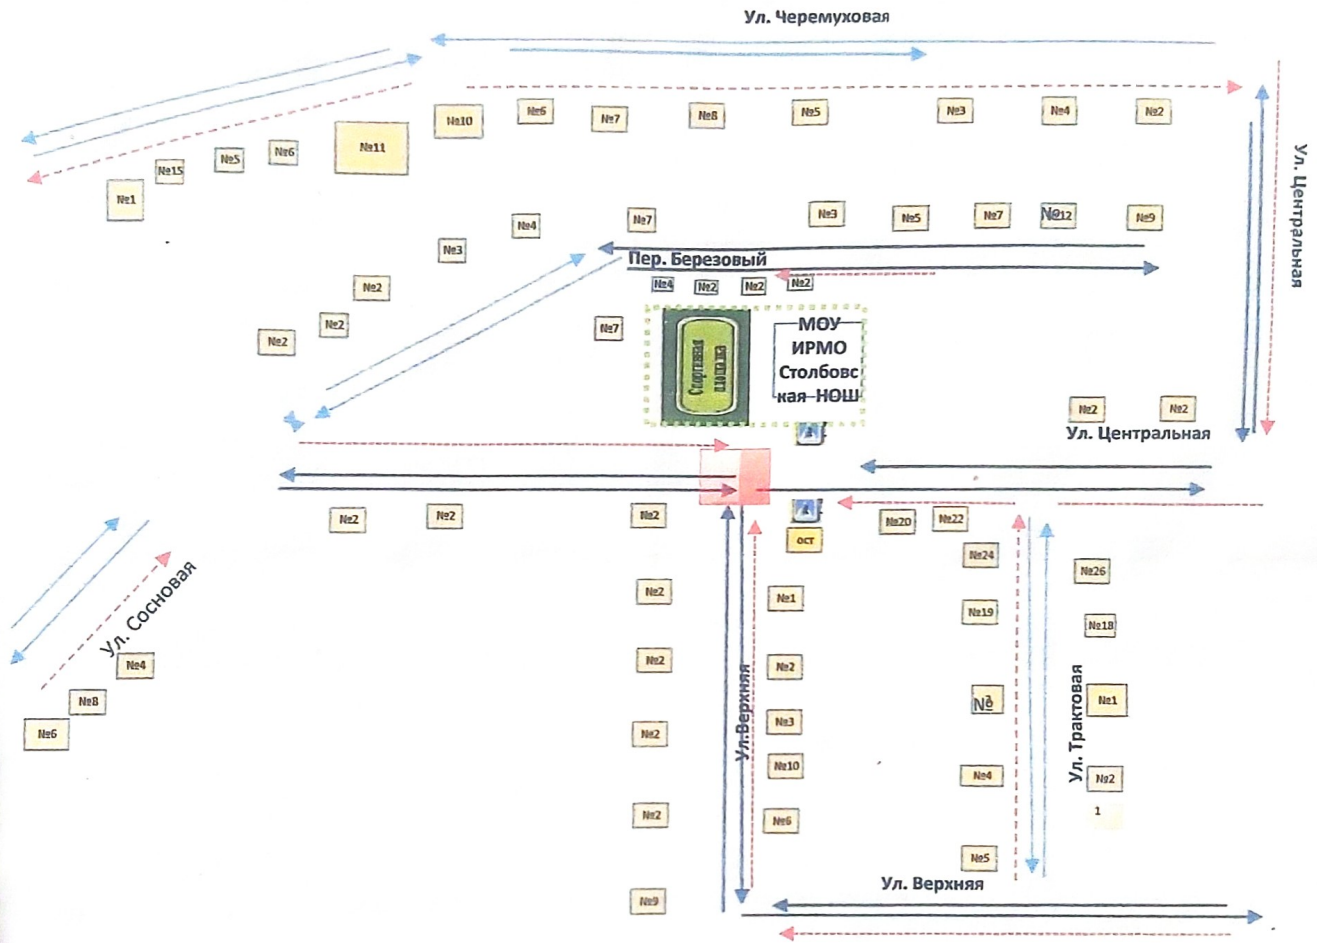 Ул. Черемуховая
№10 №6 №7 №8 №5 №3 №4 №2
№1 №15 №5 №6 №11
Ул. Центральная
№3 №4 №7 №3 №5 №7 №12 №9
Пер. Березовый
№4 №2 №2 №2
№2 №2 №2 №7
Спортивная
площадка
МОУ
ИРМО
Столбовс
кая НОШ
№2 №2
Ул. Центральная
№2 №2 №2
ост
№20 №22
№24 №26
№2 №1 №19 №18
Ул. Сосновая
№4
№8
№6
№2 №2
Ул.Верхняя
№2 №3
№10
№2 №6
№9
№
№4
№5
Ул. Трактовая
№1
№2
1
Ул. Верхняя